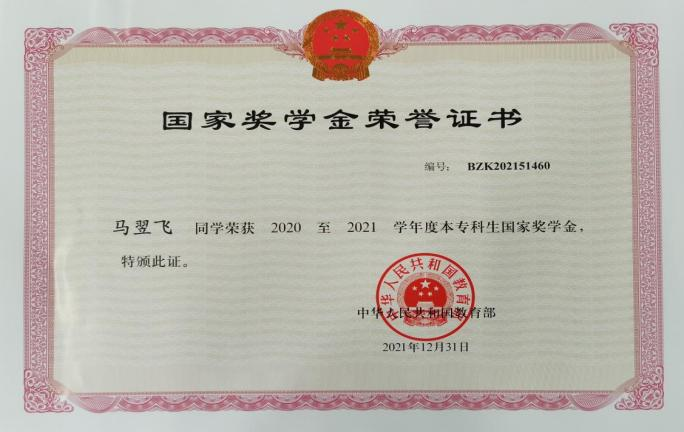 国家奖学金荣誉证书
编号: BZK202151460
马翌飞 同学荣获 2020 至 2021 学年度本专科生国家奖学金,
特颁此证。
中华人民共和国教育部
中华人民共和国教育部
2021年12月31日